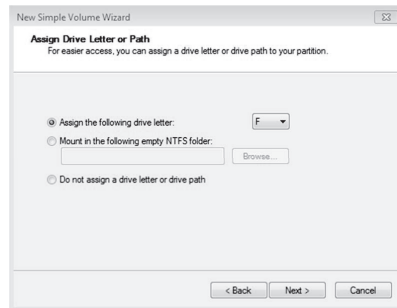 New Simple Volume Wizard
Assign Drive Letter or Path
For easier access, you can assign a drive letter or drive path to your partition.
Assign the following drive letter: F
Mount in the following empty NTFS folder:
Browse...
Do not assign a drive letter or drive path
< Back Next > Cancel